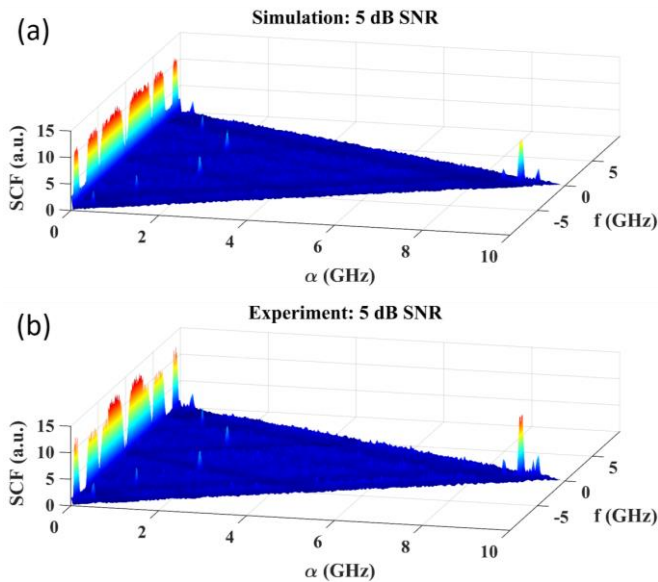 (a)
Simulation: 5 dB SNR
15
10
5
0
SCF (a.u.)
0
2
4
6
8
10
α (GHz)
5
0
-5
f (GHz)
(b)
Experiment: 5 dB SNR
15
10
5
0
SCF (a.u.)
0
2
4
6
8
10
α (GHz)
5
0
-5
f (GHz)